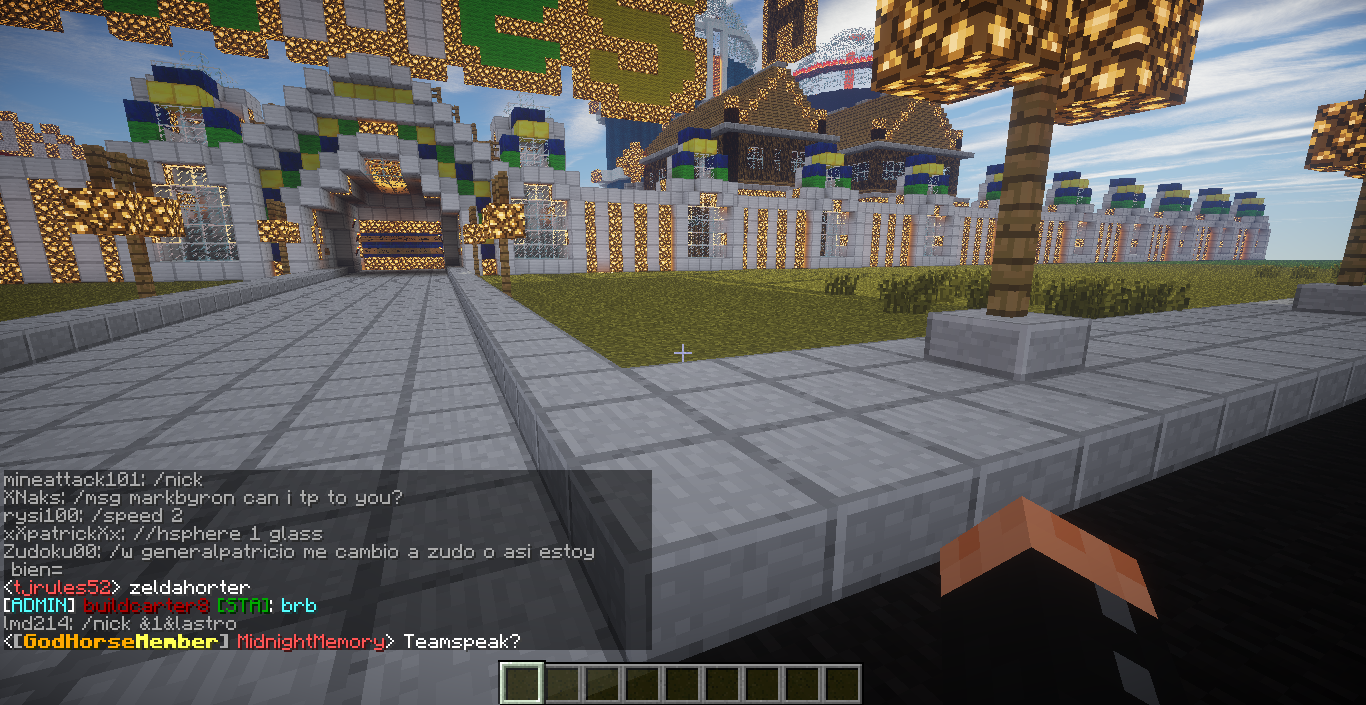 mineattack101: /nick
XNaks: /msg markbyron can i tp to you?
rysi100: /speed 2
xXpatrickXx: //hsphere 1 glass
Zudoku00: /w generalpatricio me cambio a zudo o asi estoy
bien=
<tjrules52> zeldahorter
[ADMIN] buildcarter8 [STA]: brb
lmd214: /nick &1&lastro
<[GodHorseMember] MidnightMemory> Teamspeak?